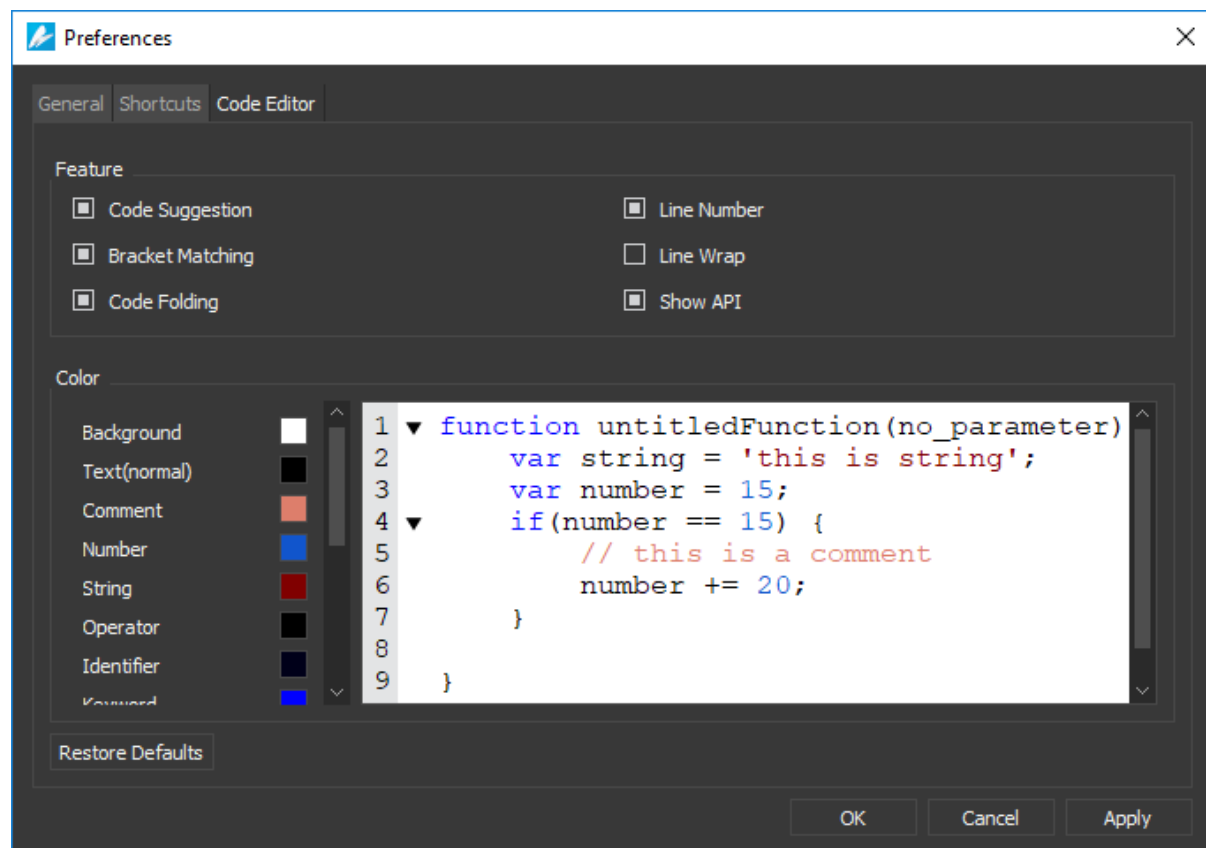 Preferences
General Shortcuts Code Editor
Feature
Code Suggestion
Line Number
Bracket Matching
Line Wrap
Code Folding
Show API
Color
Background
Text(normal)
Comment
Number
String
Operator
Identifier
Keyword
1 function untitledFunction(no_parameter)
2 var string = 'this is string';
3 var number = 15;
4 if(number == 15) {
5 // this is a comment
6 number += 20;
7 }
8
9 }
Restore Defaults
OK Cancel Apply